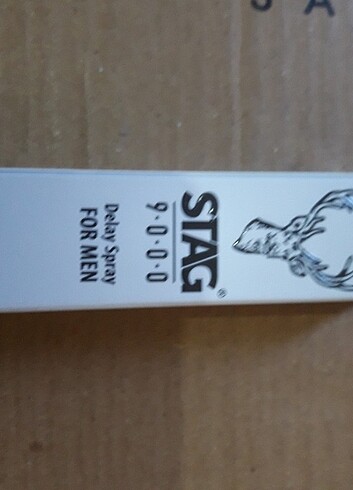 STAG®
9·0·0·0
Delay Spray
FOR MEN